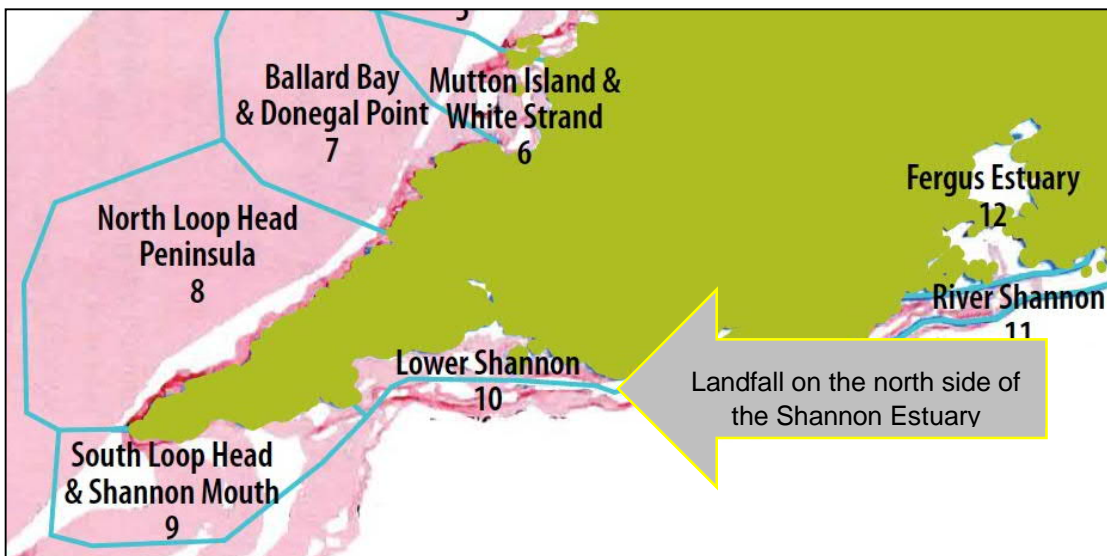 Ballard Bay
& Donegal Point
7
Mutton Island &
White Strand
6
North Loop Head
Peninsula
8
Fergus Estuary
12
River Shannon
11
Lower Shannon
10
Landfall on the north side of
the Shannon Estuary
South Loop Head
& Shannon Mouth
9